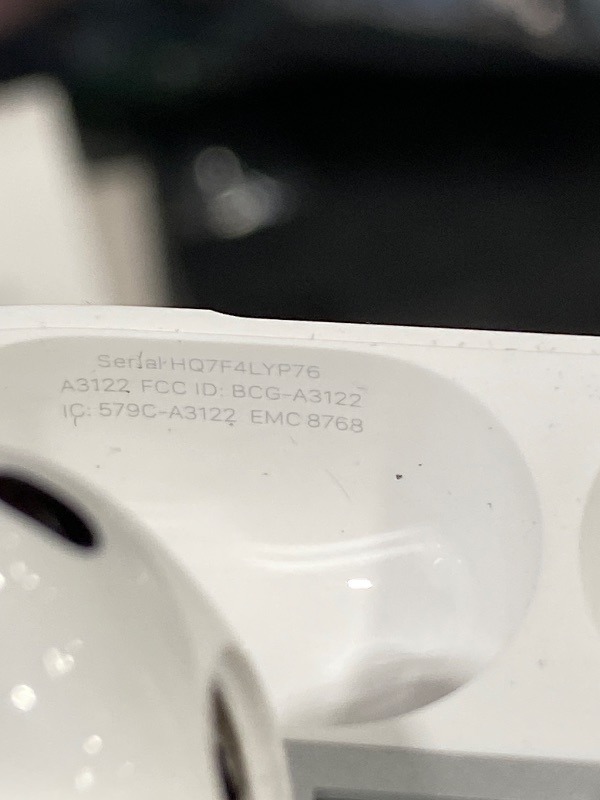 Serial HQ7F4LYP76
A3122 FCC ID: BCG-A3122
IC: 579C-A3122 EMC 8768